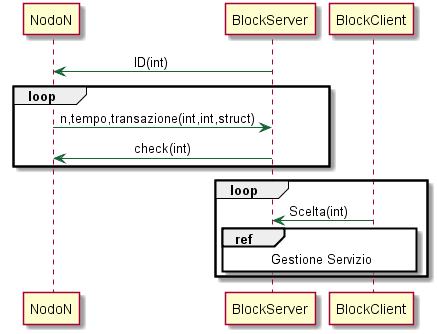 NodoN BlockServer BlockClient
ID(int)
loop
n,tempo,transazione(int,int,struct)
check(int)
loop
Scelta(int)
ref
Gestione Servizio
NodoN BlockServer BlockClient